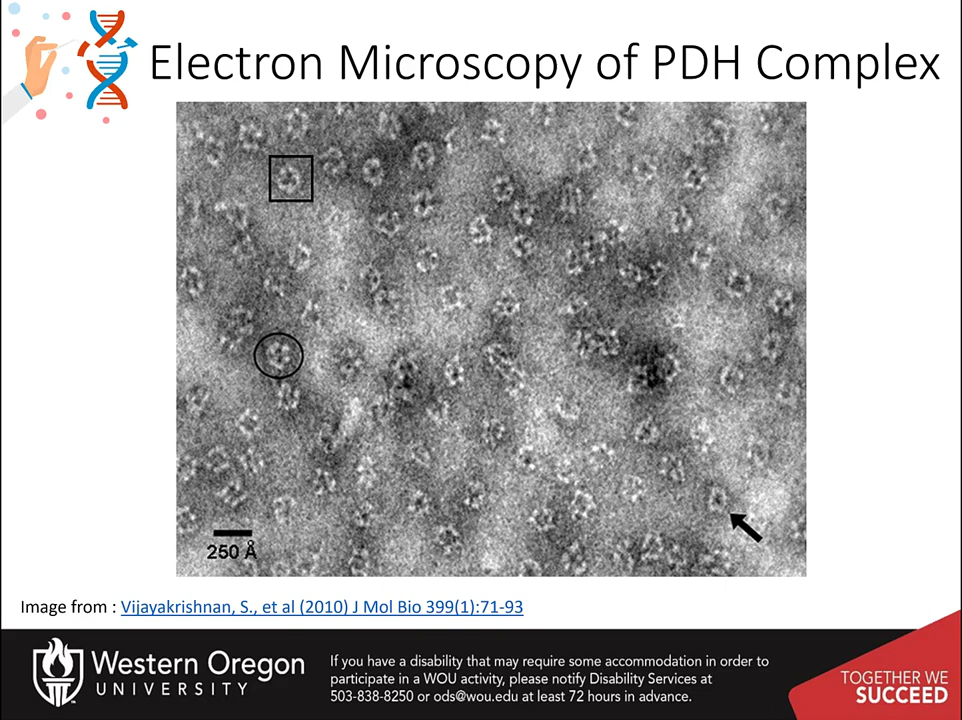 Electron Microscopy of PDH Complex
250 Å
Image from : Vijayakrishnan, S., et al (2010) J Mol Bio 399(1):71-93
Western Oregon
UNIVERSITY
If you have a disability that may require some accommodation in order to
participate in a WOU activity, please notify Disability Services at
503-838-8250 or ods@wou.edu at least 72 hours in advance.
TOGETHER WE
SUCCEED